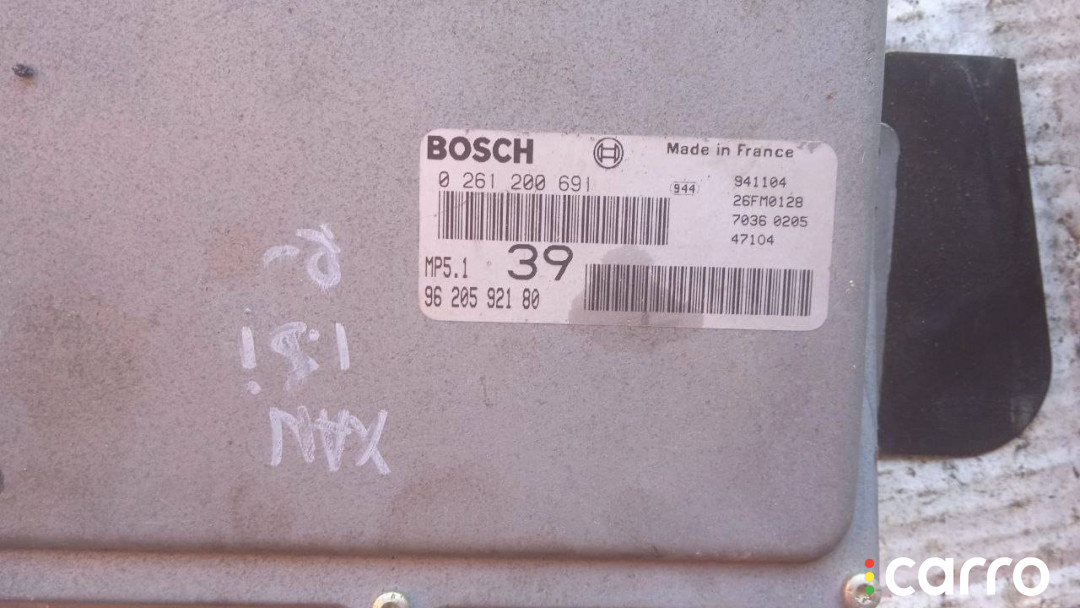 BOSCH
Made in France
0 261 200 691
944
941104
26FM0128
7036 0205
47104
MP5.1
39
96 205 921 80
XAN
1.8i
carro